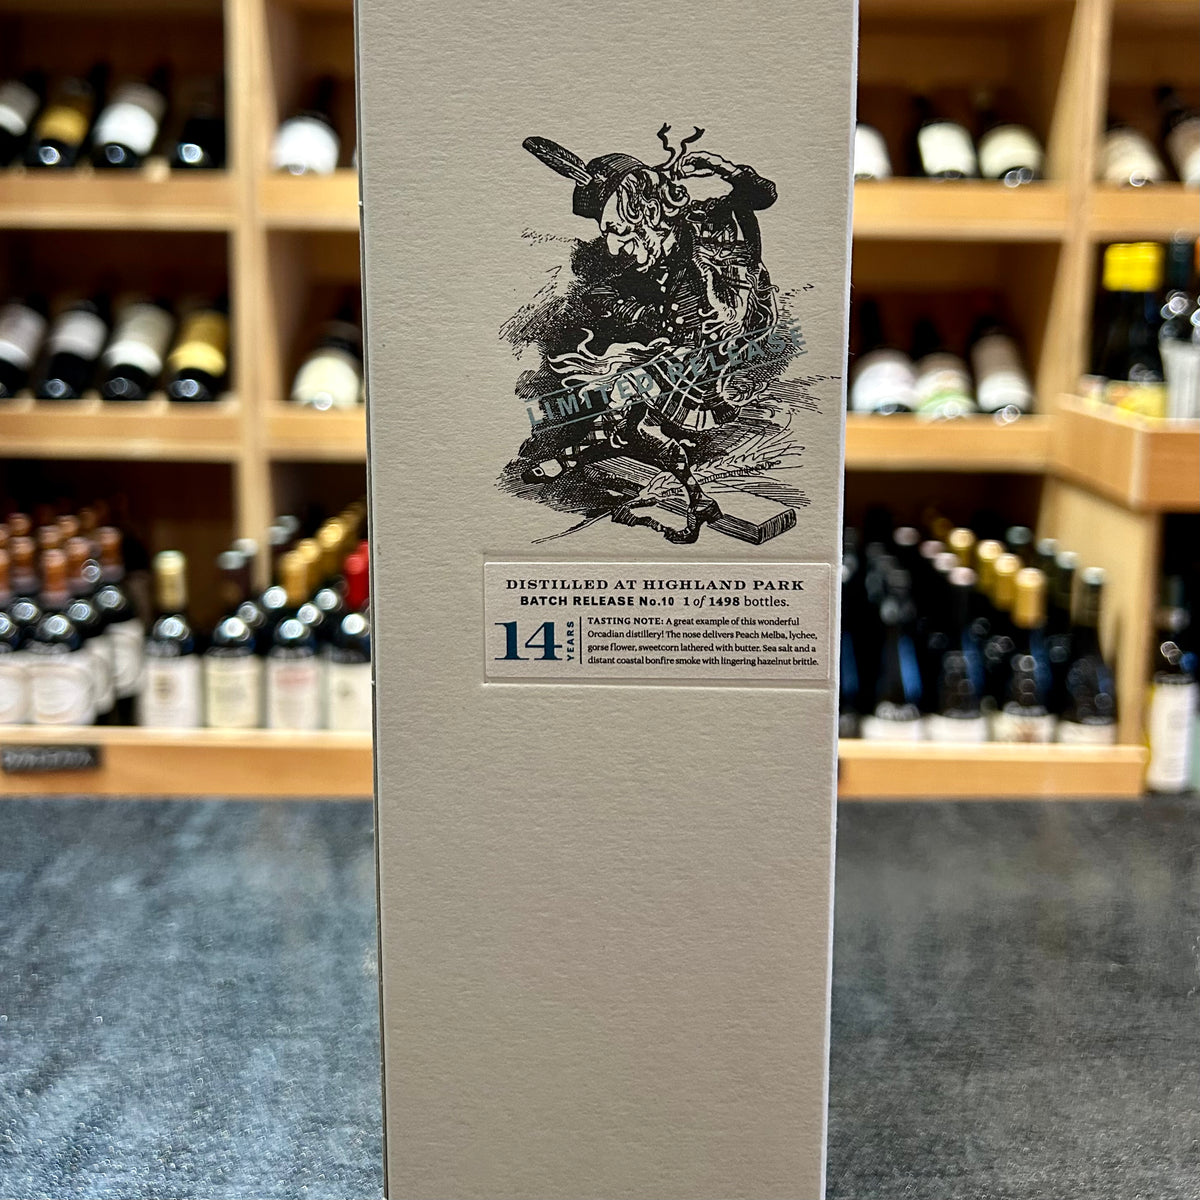 LIMITED RELEASE
DISTILLED AT HIGHLAND PARK
BATCH RELEASE No.10 1 of 1498 bottles.
14 YEARS
TASTING NOTE: A great example of this wonderful
Orcadian distillery! The nose delivers Peach Melba, lychee,
gorse flower, sweetcorn lathered with butter. Sea salt and a
distant coastal bonfire smoke with lingering hazelnut brittle.